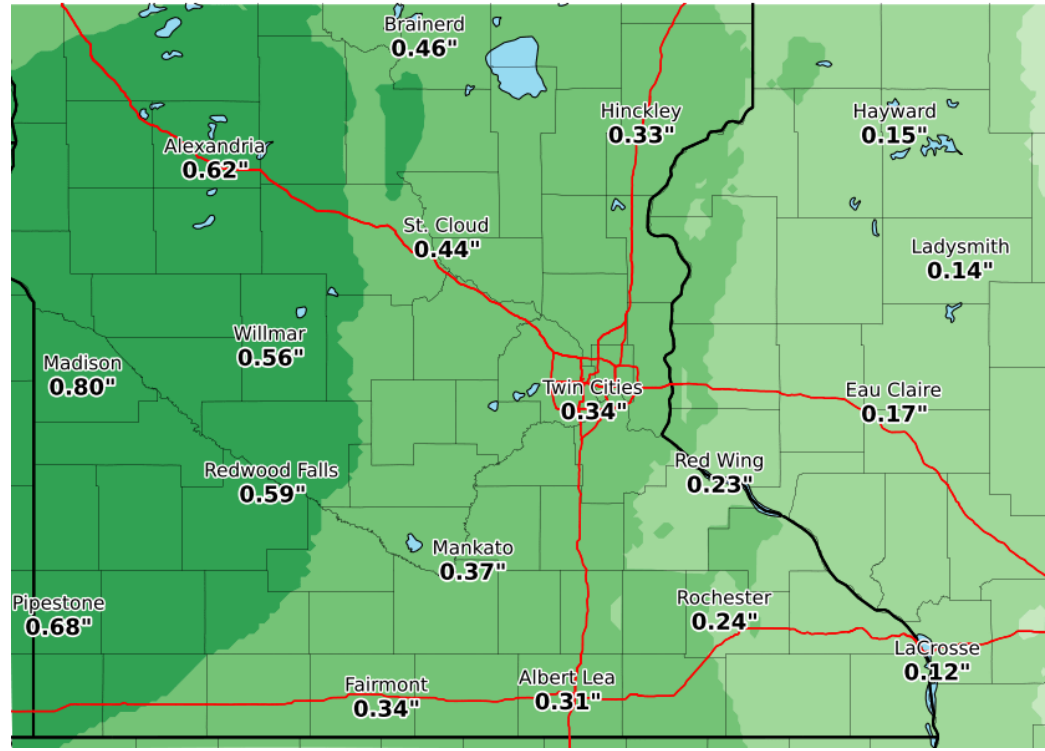 Brainerd
0.46"
Hinckley
0.33"
Hayward
0.15"
Alexandria
0.62"
St. Cloud
0.44"
Ladysmith
0.14"
Willmar
0.56"
Madison
0.80"
Twin Cities
0.34"
Eau Claire
0.17"
Redwood Falls
0.59"
Red Wing
0.23"
Mankato
0.37"
Pipestone
0.68"
Rochester
0.24"
LaCrosse
0.12"
Fairmont
0.34"
Albert Lea
0.31"